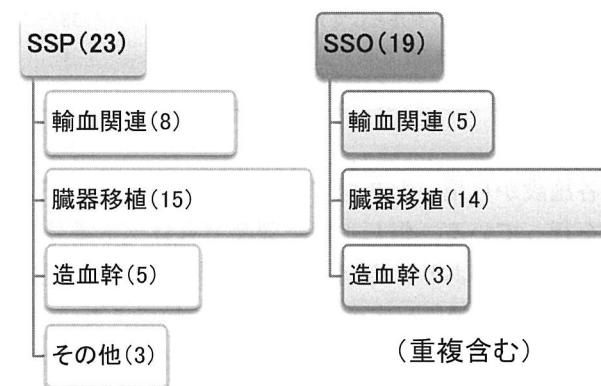 SSP(23)
輸血関連(8)
臓器移植(15)
造血幹(5)
その他(3)
SSO(19)
輸血関連(5)
臓器移植(14)
造血幹(3)
(重複含む)